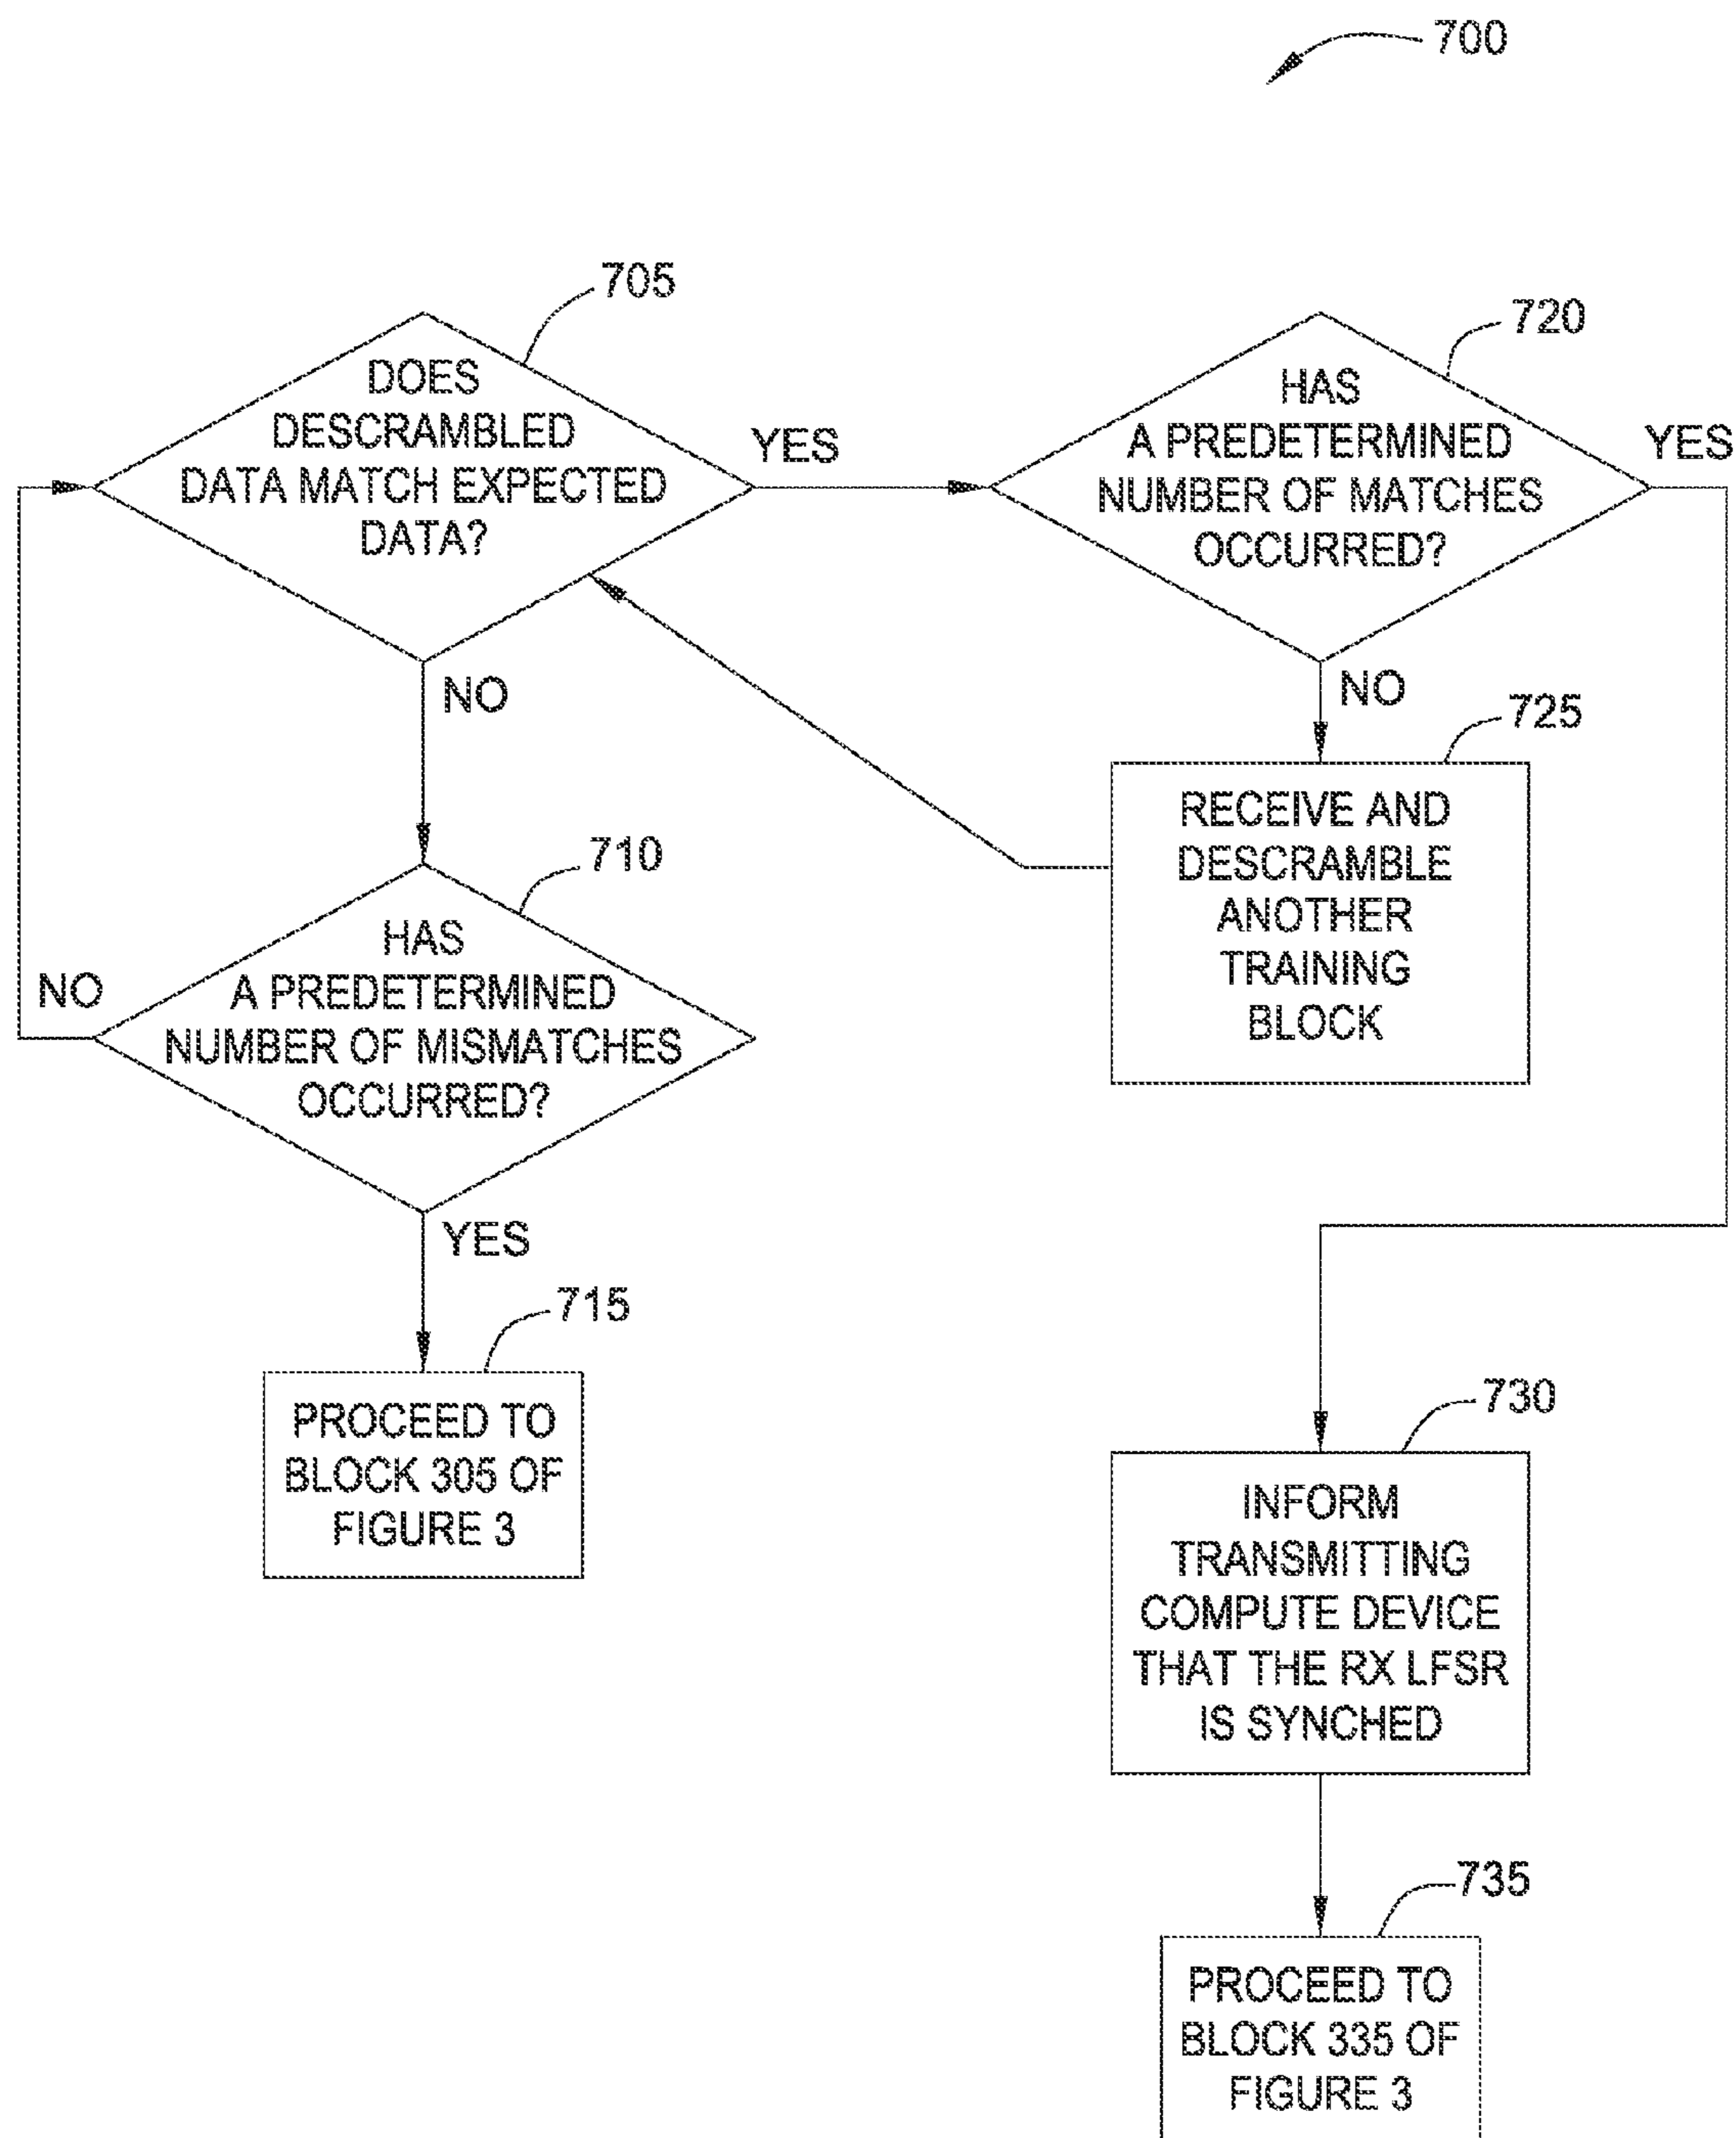 700
705
DOES
DESCRAMBLED
DATA MATCH EXPECTED
DATA?
YES
NO
720
HAS
A PREDETERMINED
NUMBER OF MATCHES
OCCURRED?
YES
NO
725
RECEIVE AND
DESCRAMBLE
ANOTHER
TRAINING
BLOCK
710
HAS
A PREDETERMINED
NUMBER OF MISMATCHES
OCCURRED?
NO
YES
715
PROCEED TO
BLOCK 305 OF
FIGURE 3
730
INFORM
TRANSMITTING
COMPUTE DEVICE
THAT THE RX LFSR
IS SYNCHED
735
PROCEED TO
BLOCK 335 OF
FIGURE 3